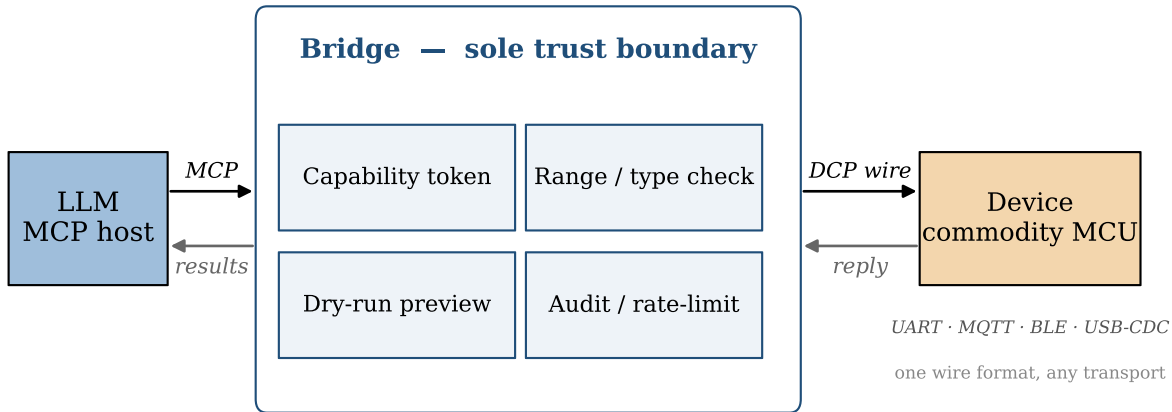 Bridge — sole trust boundary
LLM
MCP host
MCP
results
Capability token
Range / type check
Dry-run preview
Audit / rate-limit
DCP wire
reply
Device
commodity MCU
UART · MQTT · BLE · USB-CDC
one wire format, any transport